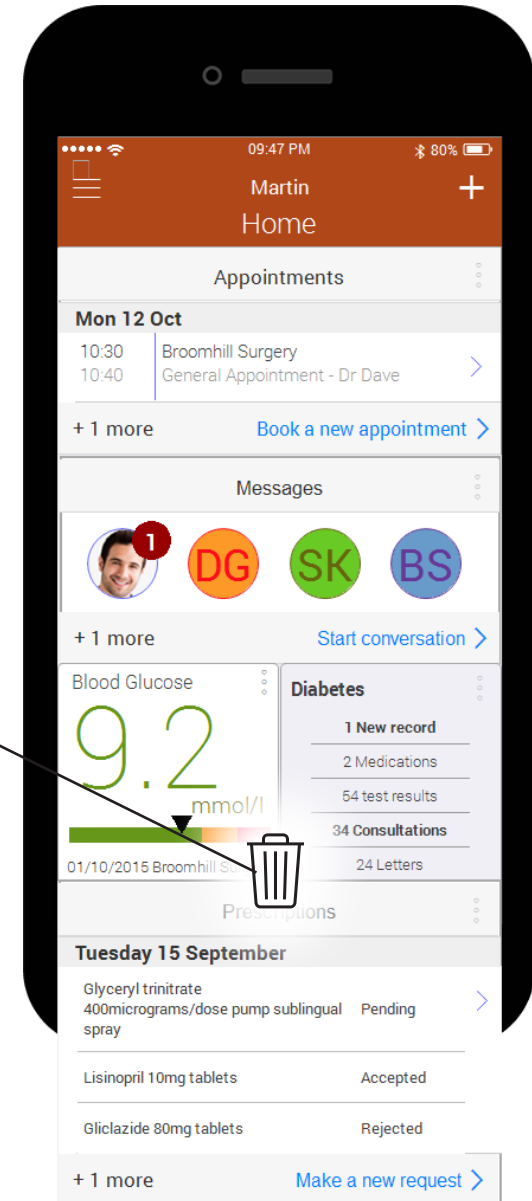 09:47 PM 80%
Martin
Home
Appointments
Mon 12 Oct
10:30 Broomhill Surgery
10:40 General Appointment - Dr Dave
+ 1 more Book a new appointment
Messages
1
DG SK BS
+ 1 more Start conversation
Blood Glucose
9.2
mmol/l
01/10/2015 Broomhill
Diabetes
1 New record
2 Medications
54 test results
34 Consultations
24 Letters
Prescriptions
Tuesday 15 September
Glyceryl trinitrate
400micrograms/dose pump sublingual Pending
spray
Lisinopril 10mg tablets Accepted
Gliclazide 80mg tablets Rejected
+ 1 more Make a new request